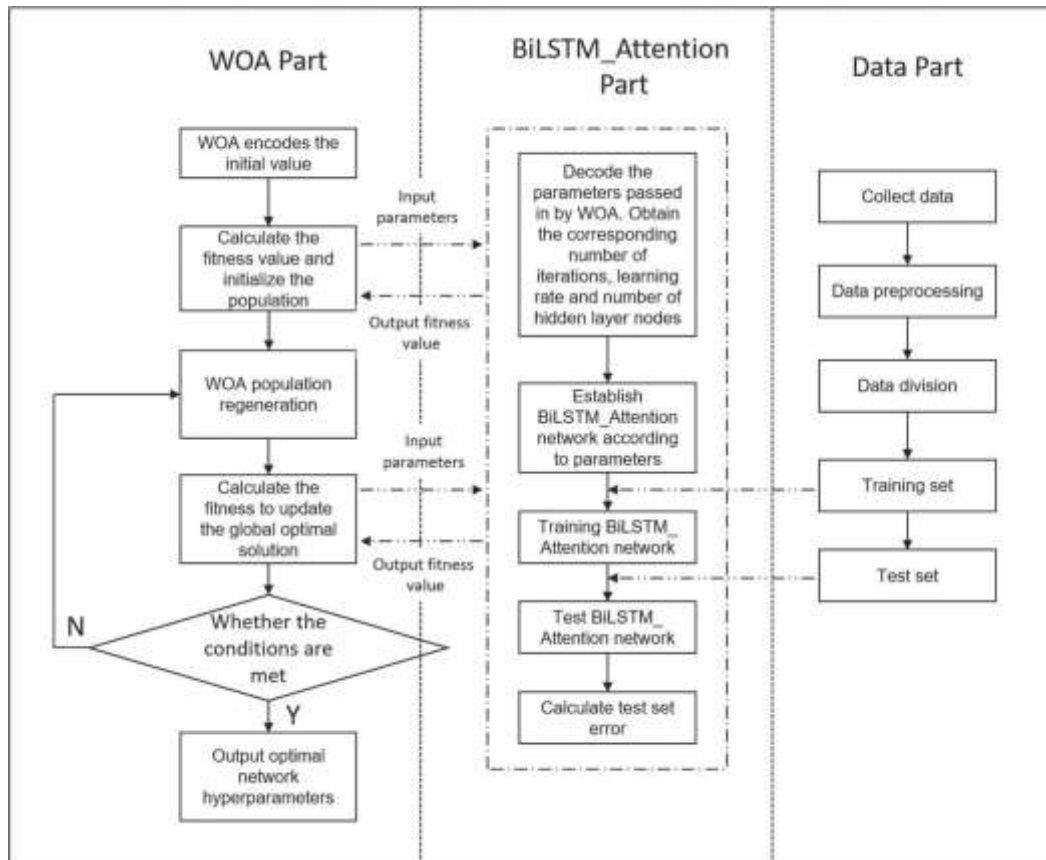 WOA Part
WOA encodes the
initial value
Calculate the
fitness value and
initialize the
population
WOA population
regeneration
Calculate the
fitness to update
the global optimal
solution
N
Whether the
conditions are
met
Y
Output optimal
network
hyperparameters
Input
parameters
Output fitness
value
Input
parameters
Output fitness
value
BiLSTM_Attention
Part
Decode the
parameters passed
in by WOA. Obtain
the corresponding
number of
iterations, learning
rate and number of
hidden layer nodes
Establish
BiLSTM_Attention
network according
to parameters
Training BiLSTM_
Attention network
Test BiLSTM_
Attention network
Calculate test set
error
Data Part
Collect data
Data preprocessing
Data division
Training set
Test set